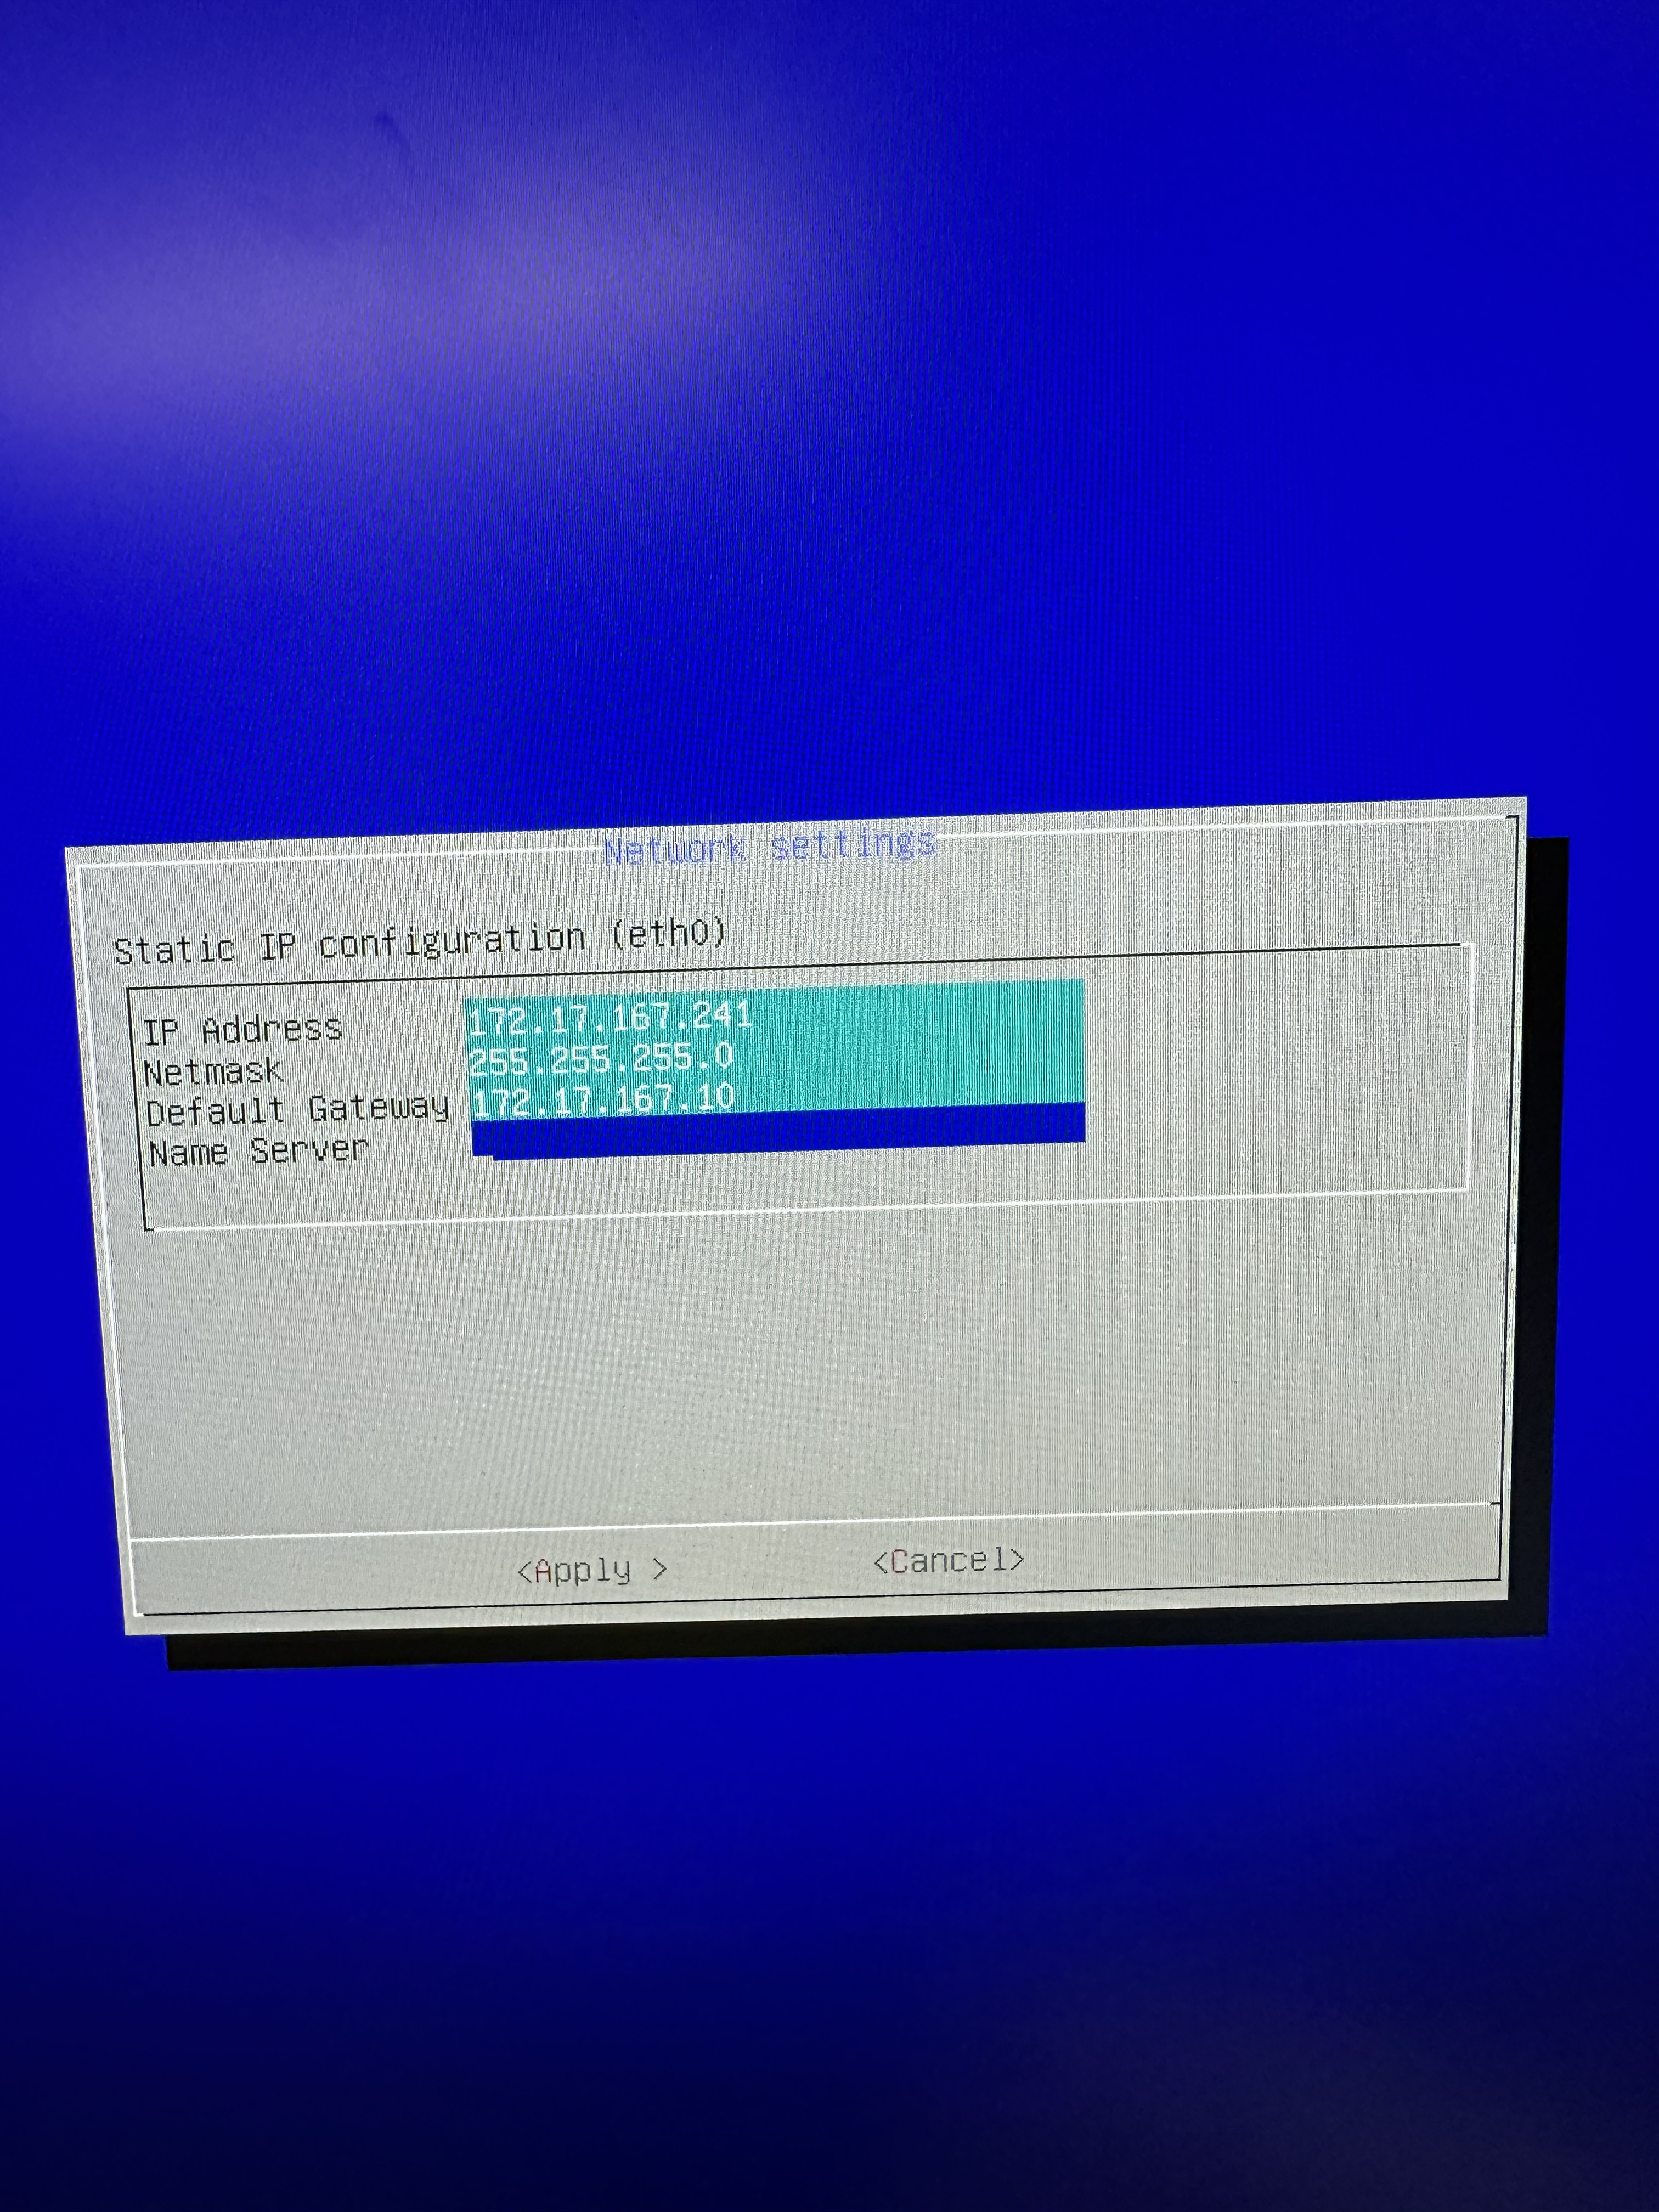 Network settings
Static IP configuration (eth0)
IP Address 172.17.167.241
Netmask 255.255.255.0
Default Gateway 172.17.167.10
Name Server
<Apply > <Cancel>